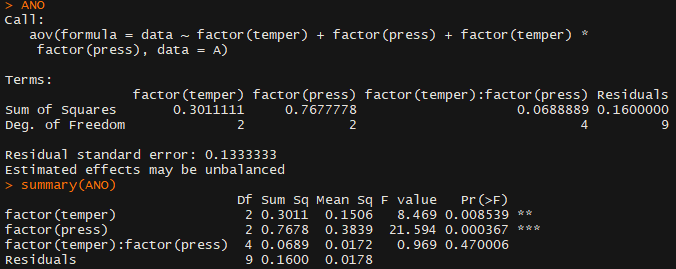 > ANO
Call:
   aov(formula = data ~ factor(temper) + factor(press) + factor(temper) *
    factor(press), data = A)

Terms:
                factor(temper) factor(press) factor(temper):factor(press) Residuals
Sum of Squares       0.3011111     0.7677778                    0.0688889 0.1600000
Deg. of Freedom              2             2                            4         9

Residual standard error: 0.1333333
Estimated effects may be unbalanced
> summary(ANO)
                             Df Sum Sq Mean Sq F value   Pr(>F)
factor(temper)                2 0.3011  0.1506   8.469 0.008539 **
factor(press)                 2 0.7678  0.3839  21.594 0.000367 ***
factor(temper):factor(press)  4 0.0689  0.0172   0.969 0.470006
Residuals                     9 0.1600  0.0178